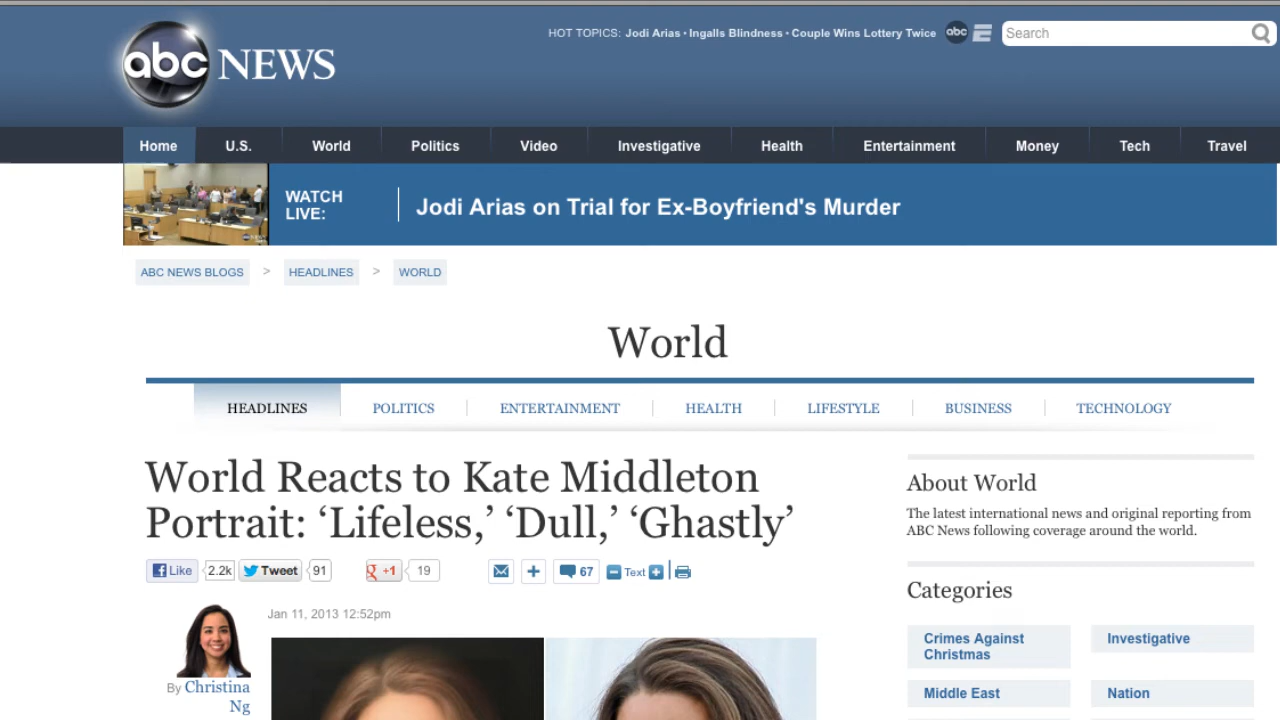 HOT TOPICS: Jodi Arias • Ingalls Blindness • Couple Wins Lottery Twice
abc
E
Search
abc NEWS
Home
U.S.
World
Politics
Video
Investigative
Health
Entertainment
Money
Tech
Travel
WATCH
LIVE:
Jodi Arias on Trial for Ex-Boyfriend's Murder
ABC NEWS BLOGS > HEADLINES > WORLD
World
HEADLINES
POLITICS
ENTERTAINMENT
HEALTH
LIFESTYLE
BUSINESS
TECHNOLOGY
World Reacts to Kate Middleton
Portrait: ‘Lifeless,’ ‘Dull,’ ‘Ghastly’
Like 2.2k Tweet 91 g +1 19 67 Text
Jan 11, 2013 12:52pm
By Christina
Ng
About World
The latest international news and original reporting from
ABC News following coverage around the world.
Categories
Crimes Against
Christmas
Investigative
Middle East
Nation